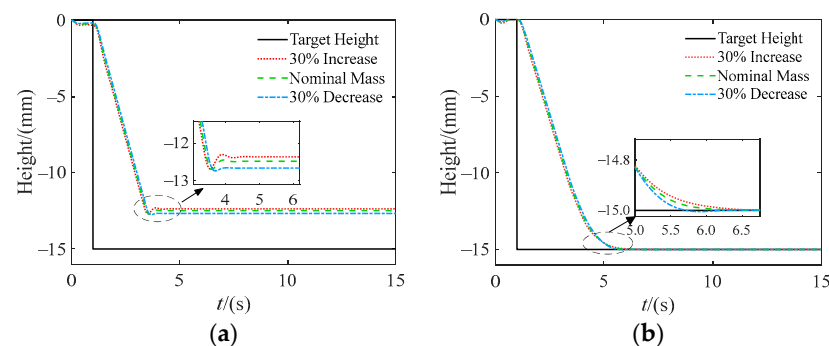 0
−5
−10
−15
Height/(mm)
Target Height
30% Increase
Nominal Mass
30% Decrease
−12
−13
4 5 6
0 5 10 15
t/(s)
(a)
0
−5
−10
−15
Height/(mm)
Target Height
30% Increase
Nominal Mass
30% Decrease
−14.8
−15.0
5.0 5.5 6.0 6.5
0 5 10 15
t/(s)
(b)